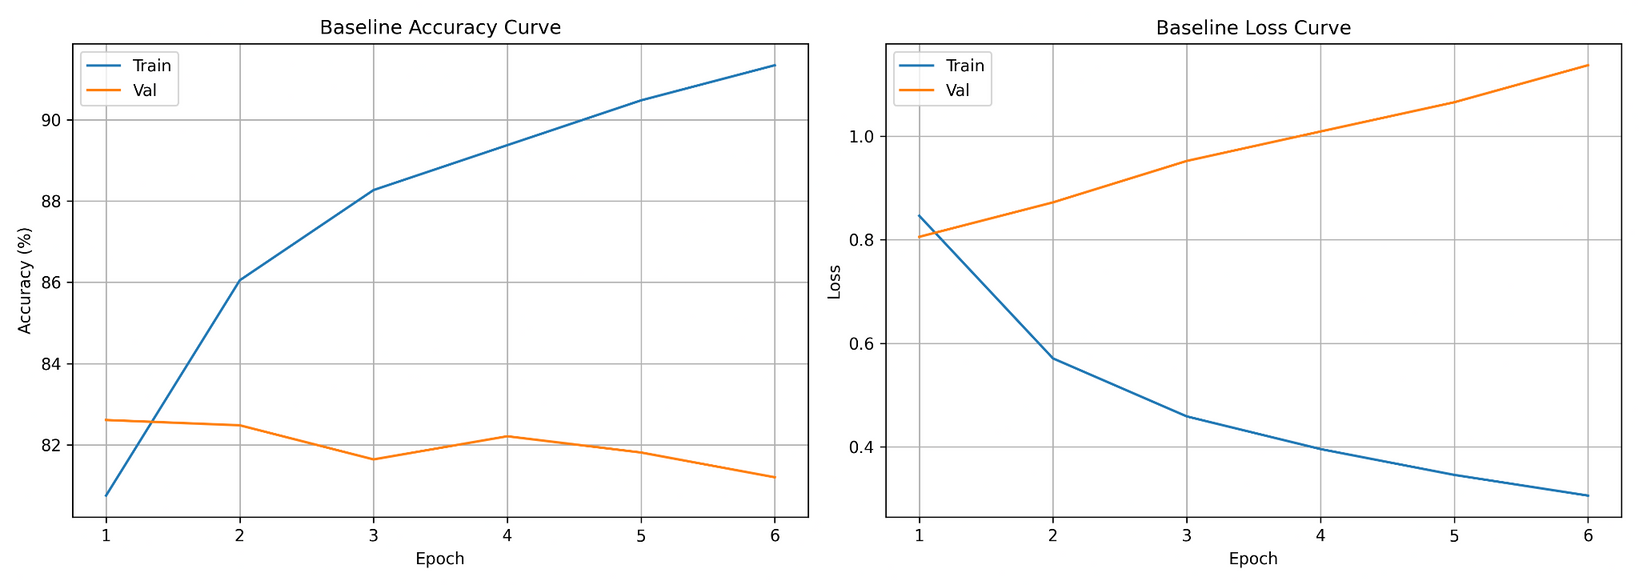 Baseline Accuracy Curve
Train
Val
90
88
86
84
82
Accuracy (%)
1 2 3 4 5 6
Epoch
Baseline Loss Curve
Train
Val
1.0
0.8
0.6
0.4
Loss
1 2 3 4 5 6
Epoch